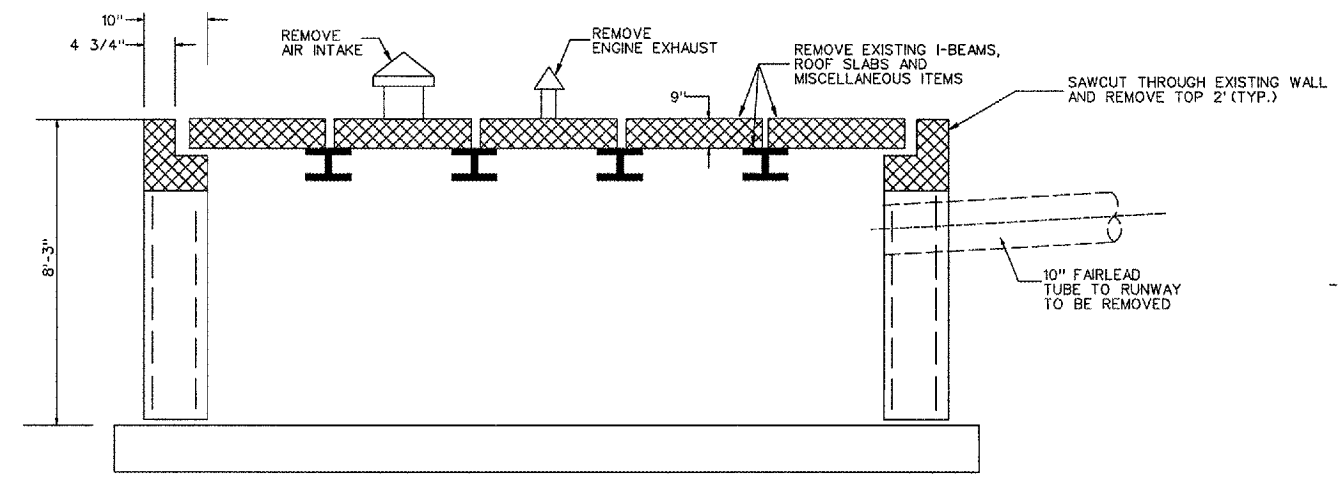 10"
4 3/4"
REMOVE
AIR INTAKE
REMOVE
ENGINE EXHAUST
REMOVE EXISTING I-BEAMS,
ROOF SLABS AND
MISCELLANEOUS ITEMS
SAWCUT THROUGH EXISTING WALL
AND REMOVE TOP 2' (TYP.)
9"
8'-3"
10" FAIRLEAD
TUBE TO RUNWAY
TO BE REMOVED